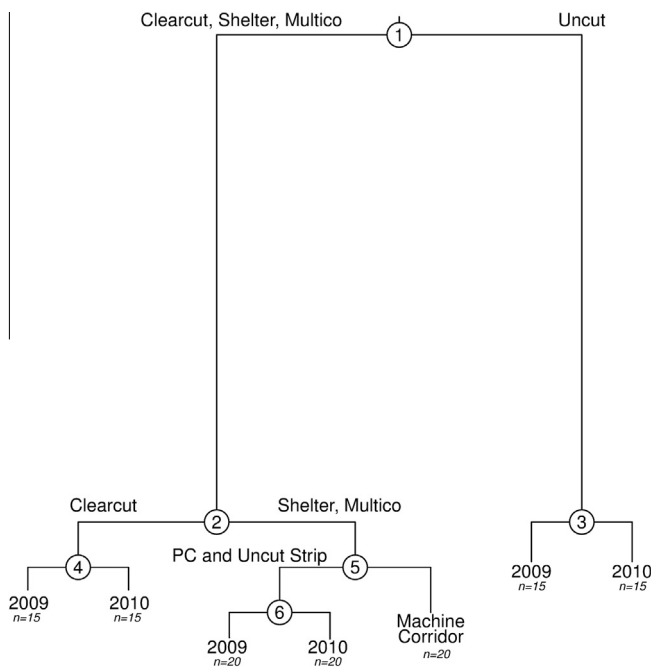 Clearcut, Shelter, Multico
1
Uncut
Clearcut
2
Shelter, Multico
3
4
PC and Uncut Strip
5
2009
n=15
2010
n=15
6
2009
n=20
2010
n=20
Machine
Corridor
n=20
2009
n=15
2010
n=15